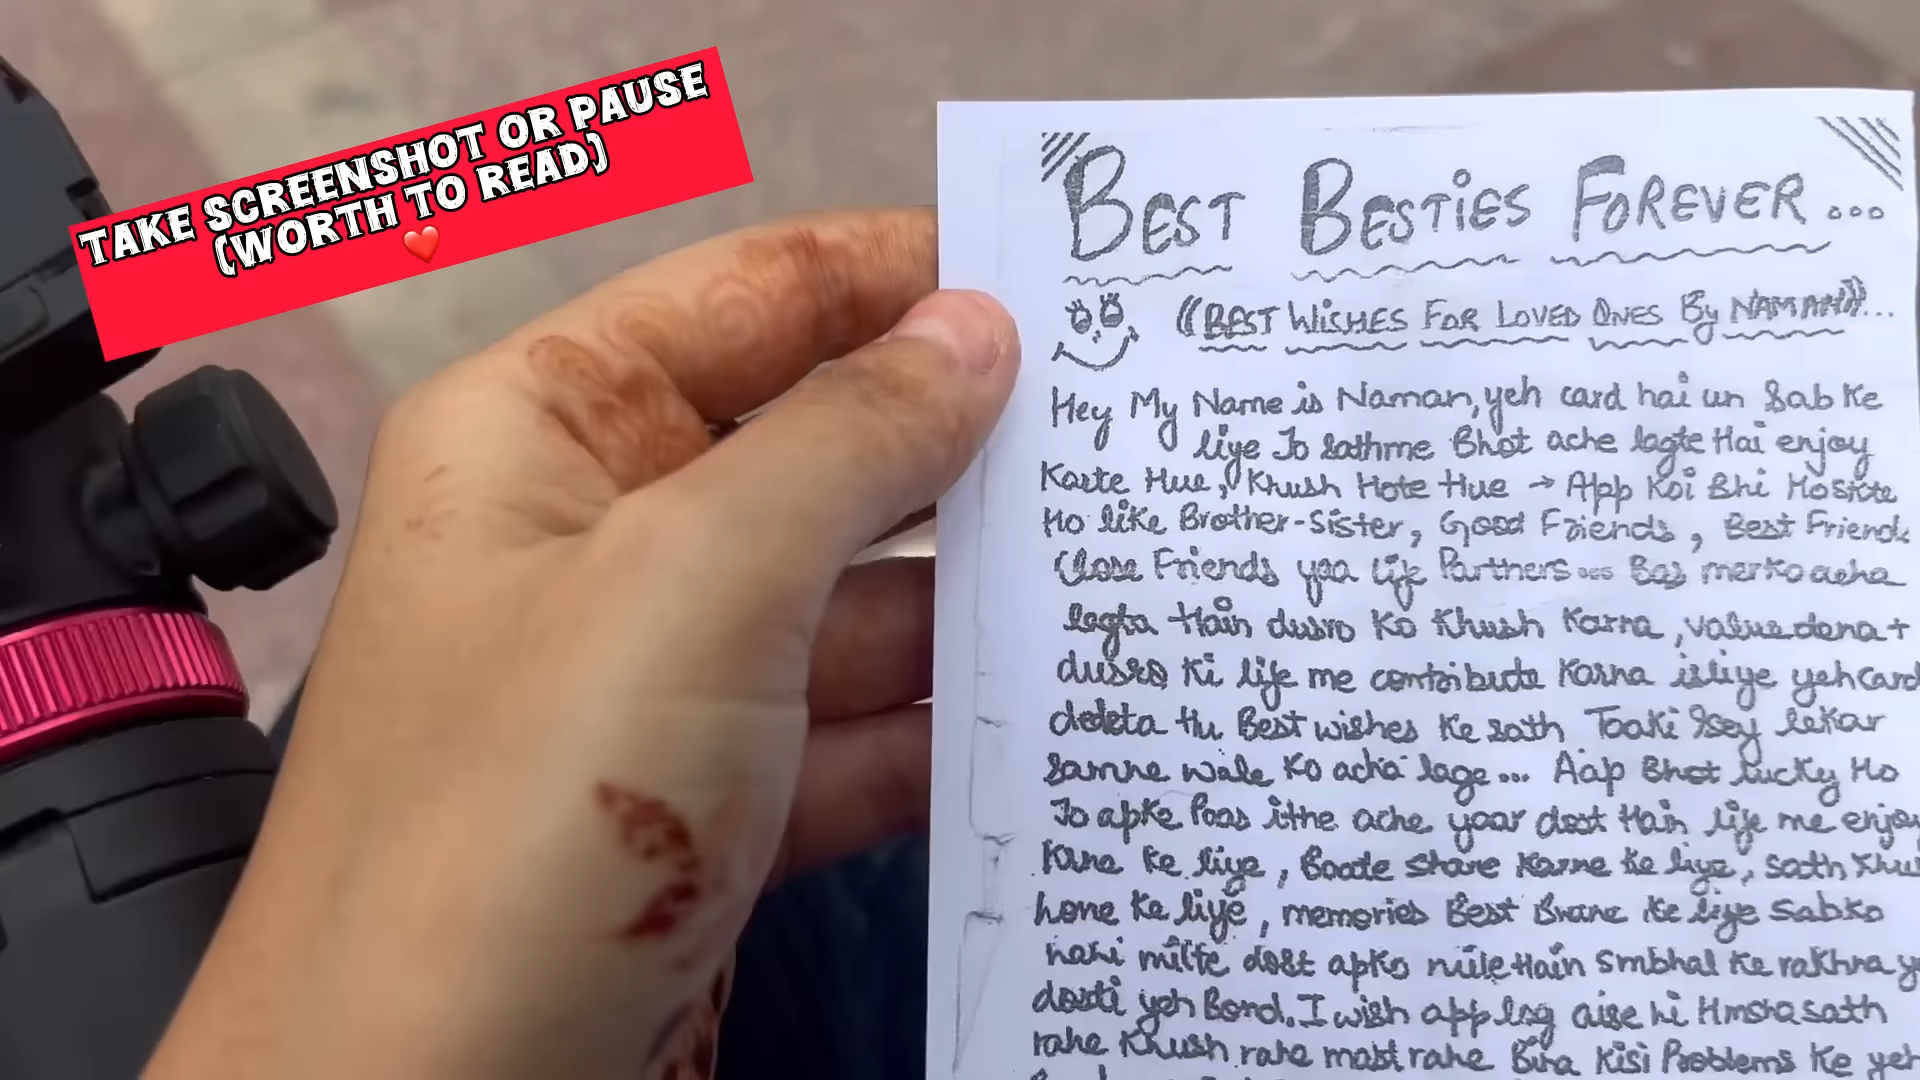 TAKE SCREENSHOT OR PAUSE
(WORTH TO READ)
BEST BESTIES FOREVER...
((BEST WISHES FOR LOVED ONES By NAMAN))...
Hey My Name is Naman, yeh card hai un Sab Ke
liye Jo sathme Bhot ache lagte Hai enjoy
Karte Hue, Khush Hote Hue → App Koi Bhi Hoskte
Ho like Brother-Sister, Good Friends, Best Friends
Close Friends yaa life Partners... Bas merko acha
lagta Hain dusro Ko Khush Karna, value dena +
dusro Ki life me contribute Karna isliye yeh card
deta Hu Best wishes Ke sath Taaki Isey lekar
Samne wale Ko acha lage... Aap Bhot lucky Ho
Jo apke Paas itne ache yaar dost Hain life me enjoy
Karne Ke liye, Baate Share Karne Ke liye, sath
hone Ke liye, memories Best Ke liye Sabko
nahi milte dost apko mile Hain Smbhal Ke rakhna
dosti yeh Bond. I wish app log aise hi Hmsha sath
rahe Khush rahe mast rahe Bina Kisi Problems Ke yeh